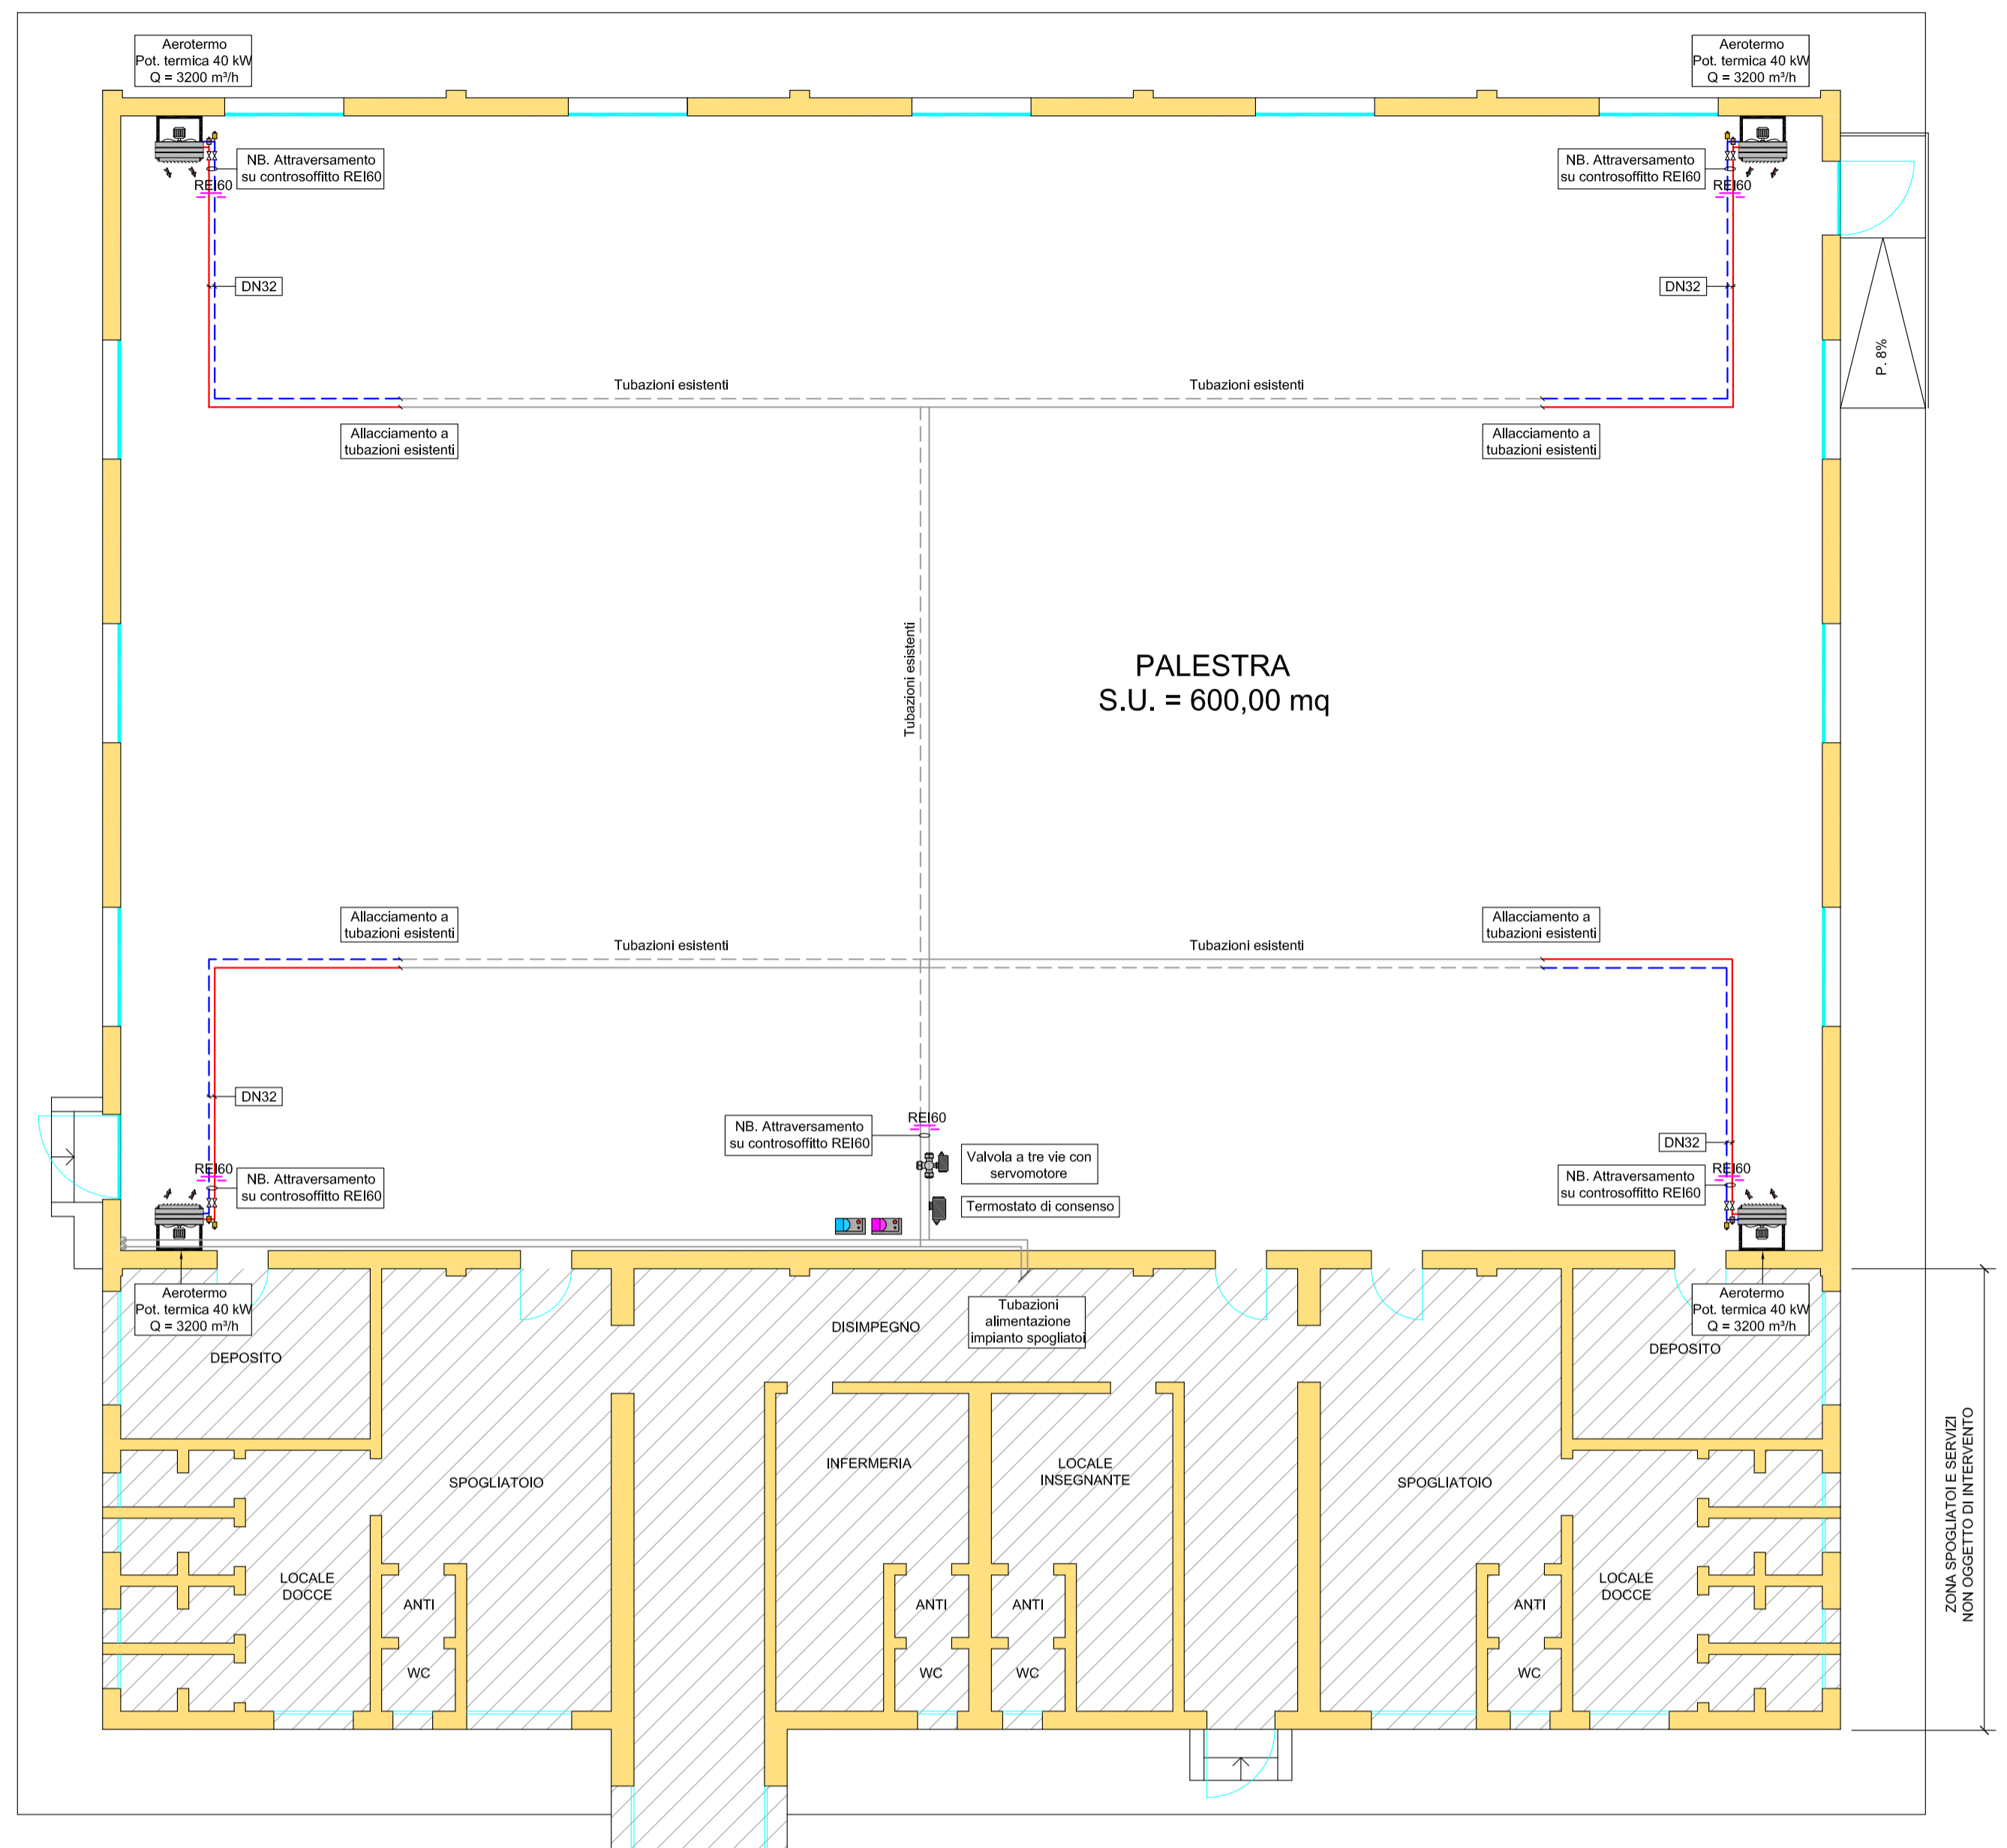 Aerotermo
Pot. termica 40 kW
Q = 3200 m³/h
Aerotermo
Pot. termica 40 kW
Q = 3200 m³/h
NB. Attraversamento
su controsoffitto REI60
REI60
NB. Attraversamento
su controsoffitto REI60
REI60
DN32
DN32
P. 8%
Tubazioni esistenti
Tubazioni esistenti
Allacciamento a
tubazioni esistenti
Allacciamento a
tubazioni esistenti
Tubazioni esistenti
PALESTRA
S.U. = 600,00 mq
Allacciamento a
tubazioni esistenti
Allacciamento a
tubazioni esistenti
Tubazioni esistenti
Tubazioni esistenti
DN32
REI60
NB. Attraversamento
su controsoffitto REI60
DN32
Valvola a tre vie con
servomotore
REI60
NB. Attraversamento
su controsoffitto REI60
REI60
NB. Attraversamento
su controsoffitto REI60
Termostato di consenso
Aerotermo
Pot. termica 40 kW
Q = 3200 m³/h
Tubazioni
alimentazione
impianto spogliatoi
Aerotermo
Pot. termica 40 kW
Q = 3200 m³/h
DISIMPEGNO
DEPOSITO
DEPOSITO
INFERMERIA
LOCALE
INSEGNANTE
SPOGLIATOIO
SPOGLIATOIO
ZONA SPOGLIATOI E SERVIZI
NON OGGETTO DI INTERVENTO
LOCALE
DOCCE
LOCALE
DOCCE
ANTI
ANTI
ANTI
ANTI
WC
WC
WC
WC